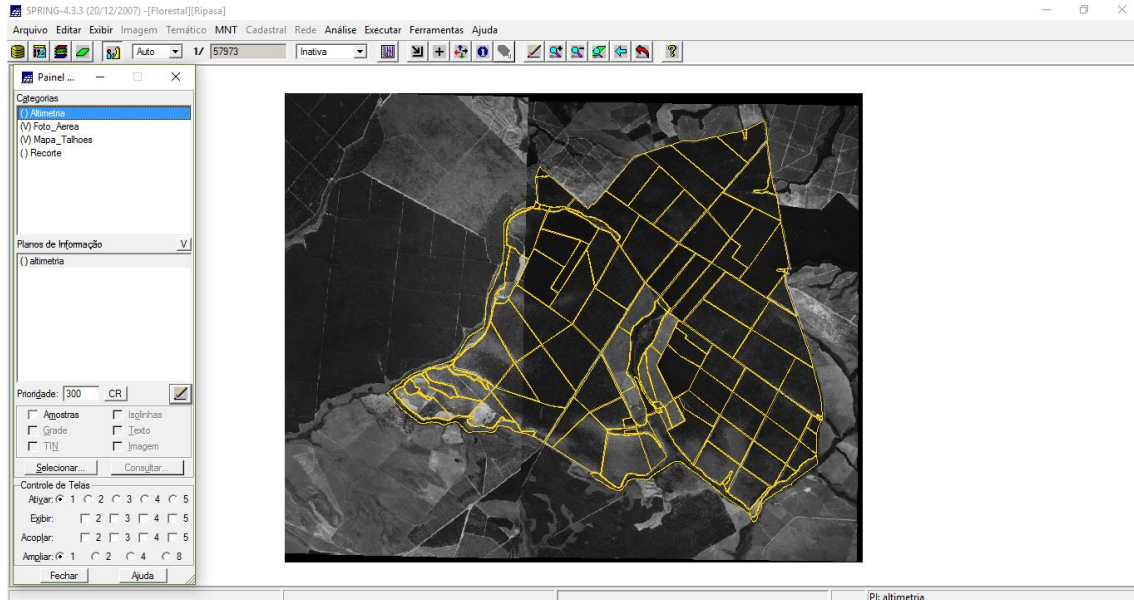 SPRING-4.3.3 (20/12/2007) -[Florestal][Ripasa]
Arquivo Editar Exibir Imagem Temático MNT Cadastral Rede Análise Executar Ferramentas Ajuda
Auto 1/ 57973 Inativa
Painel ...
Categorias
() Altimetria
(V) Foto_Aerea
(V) Mapa_Talhoes
() Recorte
Planos de Informação V
() altimetria
Prioridade: 300 CR
Amostras Isolinhas
Grade Texto
TIN Imagem
Selecionar... Consultar...
Controle de Telas
Ativar: 1 2 3 4 5
Exibir: 2 3 4 5
Acoplar: 2 3 4 5
Ampliar: 1 2 4 8
Fechar Ajuda
PI: altimetria